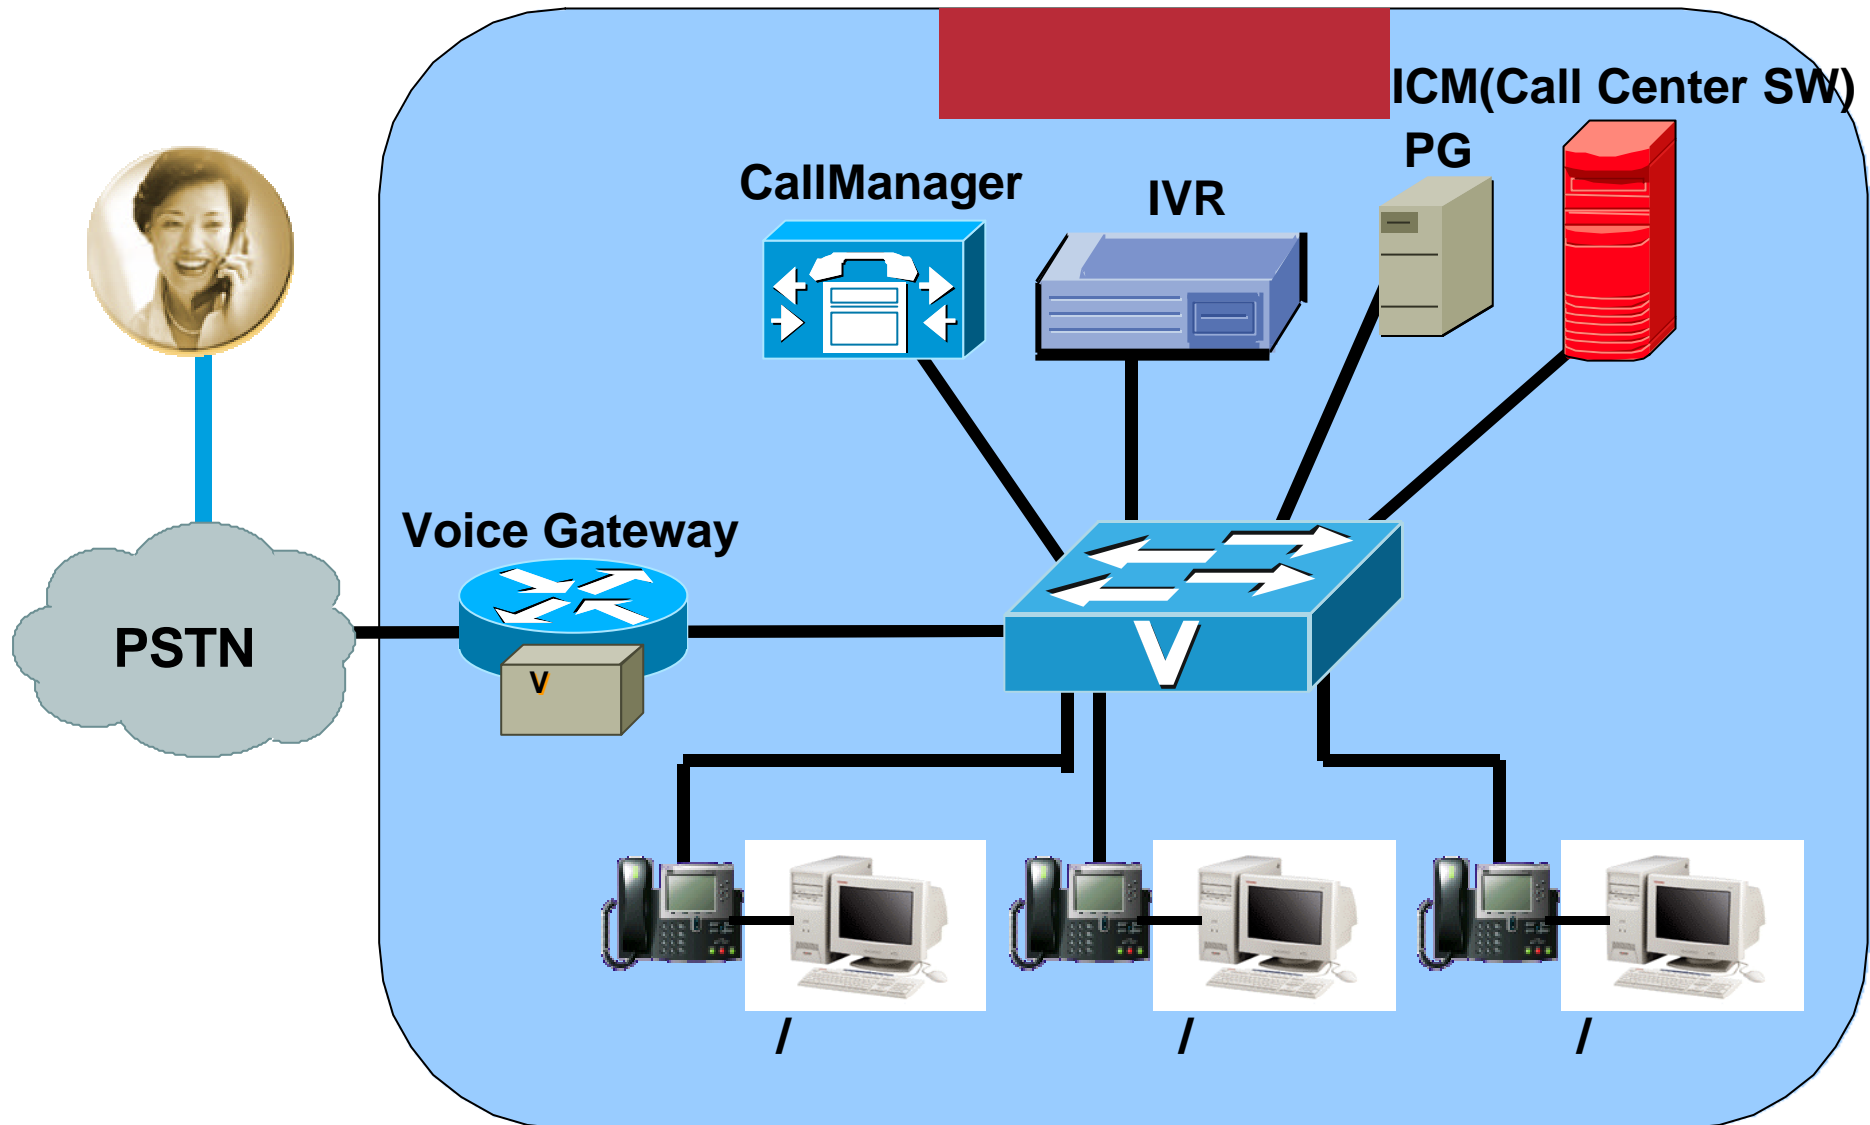 ICM(Call Center SW)
PG
CallManager
IVR
Voice Gateway
PSTN
V
V
/
/
/